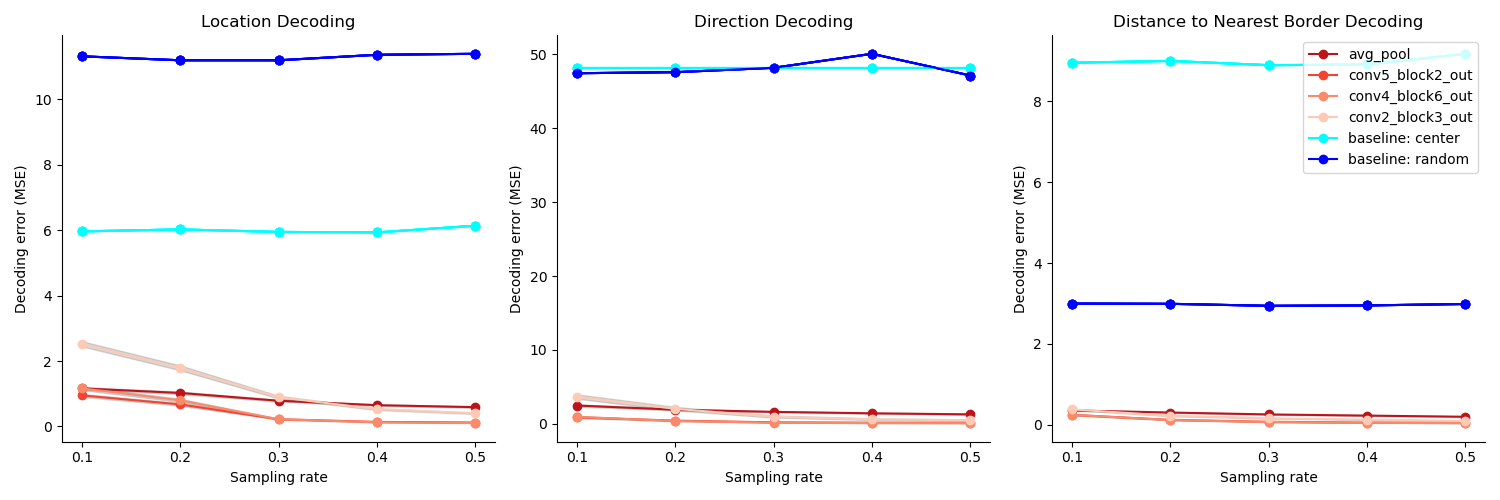 Location Decoding
Decoding error (MSE)
10
8
6
4
2
0
0.1 0.2 0.3 0.4 0.5
Sampling rate
Direction Decoding
Decoding error (MSE)
50
40
30
20
10
0
0.1 0.2 0.3 0.4 0.5
Sampling rate
Distance to Nearest Border Decoding
Decoding error (MSE)
8
6
4
2
0
0.1 0.2 0.3 0.4 0.5
Sampling rate
avg_pool
conv5_block2_out
conv4_block6_out
conv2_block3_out
baseline: center
baseline: random